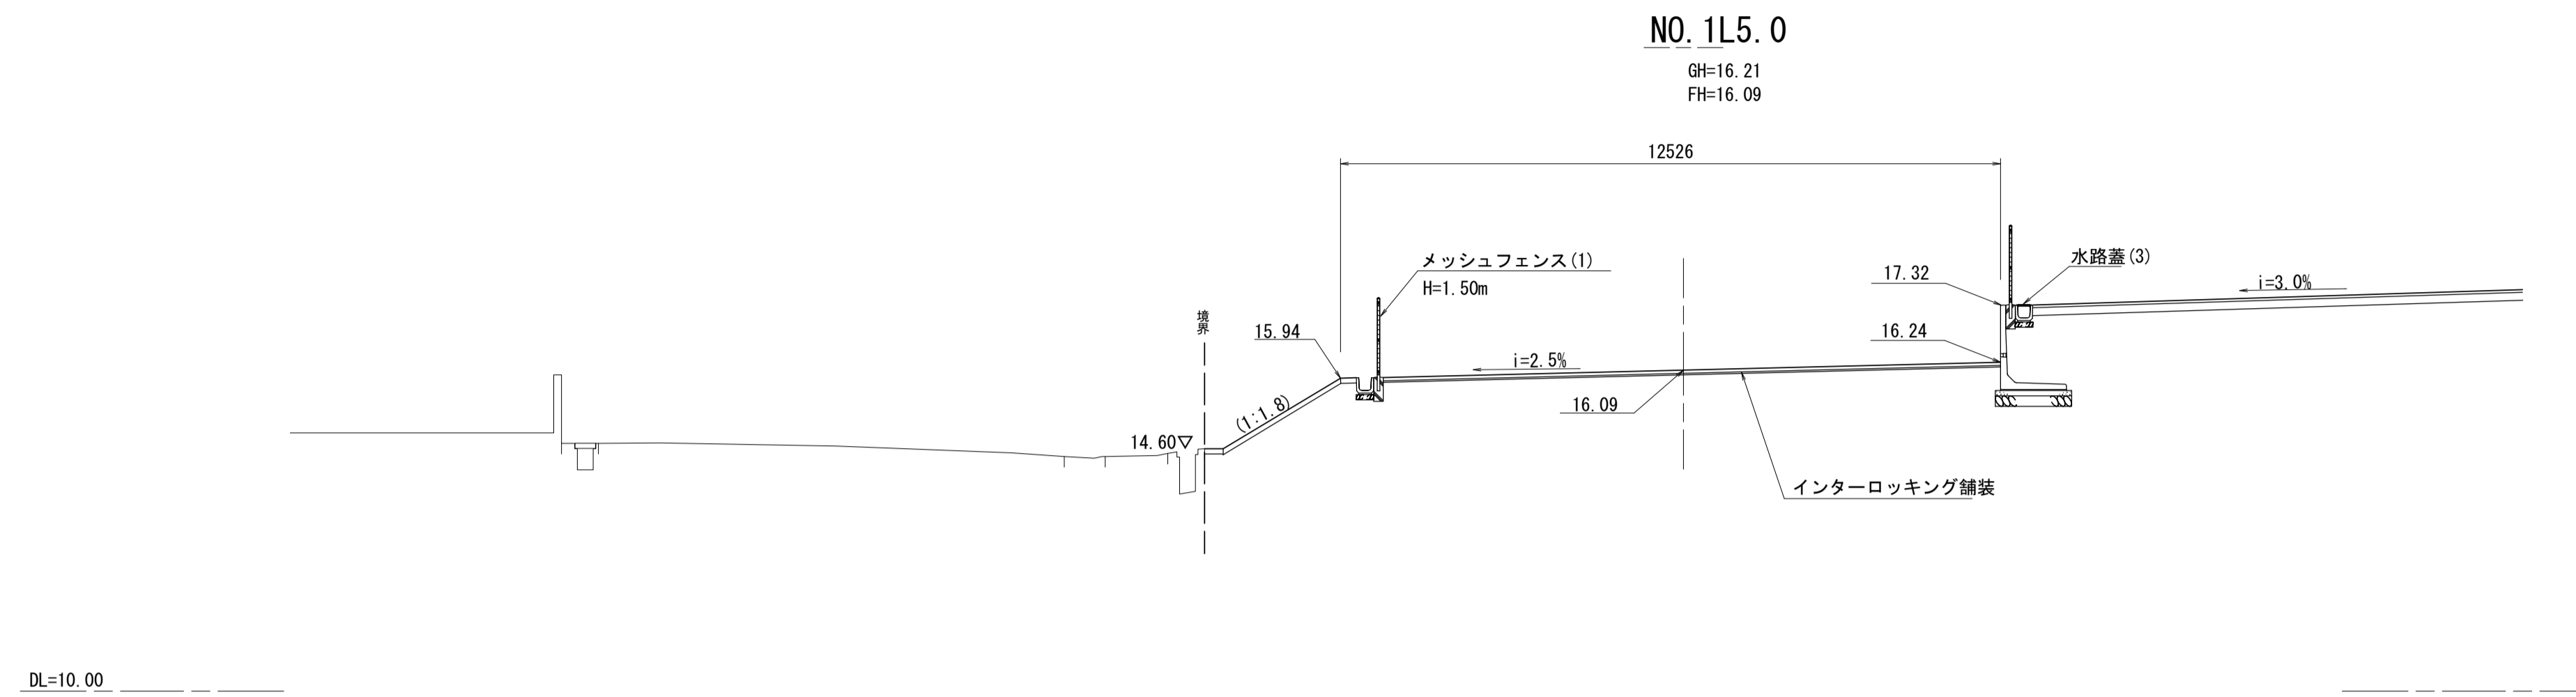 NO.1L5.0
GH=16.21
FH=16.09
12526
メッシュフェンス(1)
H=1.50m
17.32
水路蓋(3)
i=3.0%
境界
15.94
16.24
i=2.5%
(1:1.8)
16.09
14.60▽
インターロッキング舗装
DL=10.00